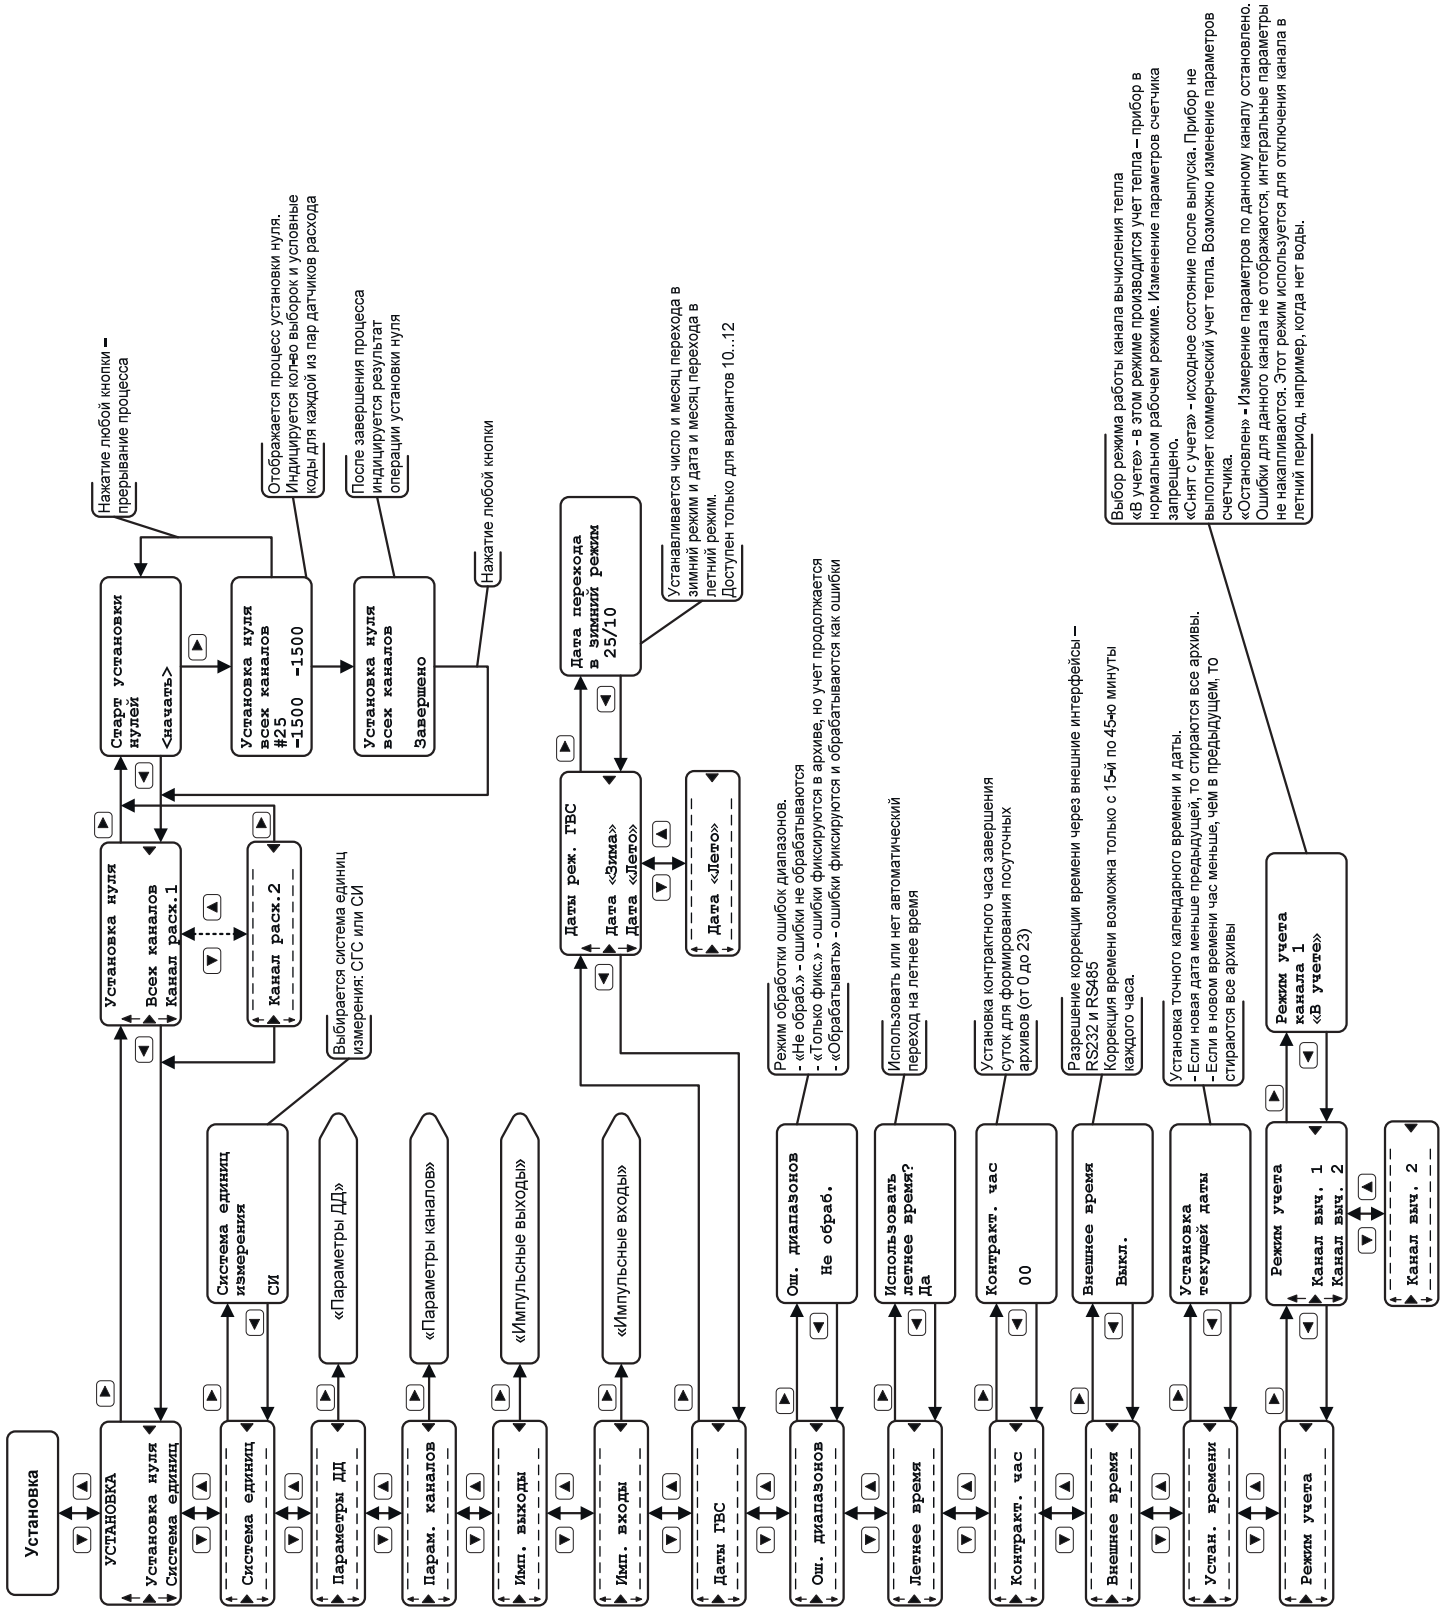 Установка
УСТАНОВКА
Установка нуля
Система единиц
Установка нуля
Всех каналов
Канал расх.1
Канал расх.2
Старт установки
нулей
<начать>
Нажатие любой кнопки –
прерывание процесса
Установка нуля
всех каналов
#25
-1500 -1500
Отображается процесс установки нуля.
Индицируется кол-во выборок и условные
коды для каждой из пар датчиков расхода
Установка нуля
всех каналов
Завершено
После завершения процесса
индицируется результат
операции установки нуля
Нажатие любой кнопки
Система единиц
Система единиц
измерения
СИ
Выбирается система единиц
измерения: СГС или СИ
Параметры ДД
«Параметры ДД»
Парам. каналов
«Параметры каналов»
Имп. выходы
«Импульсные выходы»
Имп. входы
«Импульсные входы»
Даты ГВС
Даты реж. ГВС
Дата «Зима»
Дата «Лето»
Дата «Лето»
Дата перехода
в зимний режим
25/10
Устанавливается число и месяц перехода в
зимний режим и дата и месяц перехода в
летний режим.
Доступен только для вариантов 10...12
Ош. диапазонов
Ош. диапазонов
Не обраб.
Режим обработки ошибок диапазонов.
- «Не обраб.» - ошибки не обрабатываются
- «Только фикс.» - ошибки фиксируются в архиве, но учет продолжается
- «Обрабатывать» - ошибки фиксируются и обрабатываются как ошибки
Летнее время
Использовать
летнее время?
Да
Использовать или нет автоматический
переход на летнее время
Контракт. час
Контракт. час
00
Установка контрактного часа завершения
суток для формирования посуточных
архивов (от 0 до 23)
Внешнее время
Внешнее время
Выкл.
Разрешение коррекции времени через внешние интерфейсы –
RS232 и RS485
Коррекция времени возможно только с 15-й по 45-ю минуты
каждого часа.
Устан. времени
Установка
текущей даты
Установка точного календарного времени и даты.
- Если новая дата меньше предыдущей, то стираются все архивы.
- Если в новом времени час меньше, чем в предыдущем, то
стираются все архивы
Режим учета
Режим учета
Канал выч. 1
Канал выч. 2
Канал выч. 2
Режим учета
канала 1
«В учете»
Выбор режима работы канала вычисления тепла
«В учете» - в этом режиме производится учет тепла – прибор в
нормальном рабочем режиме. Изменение параметров счетчика
запрещено.
«Снят с учета» - исходное состояние после выпуска. Прибор не
выполняет коммерческий учет тепла. Возможно изменение параметров
счетчика.
«Остановлен» - Измерение параметров по данному каналу остановлено.
Ошибки для данного канала не отображаются, интегральные параметры
не накапливаются. Этот режим используется для отключения канала в
летний период, например, когда нет воды.